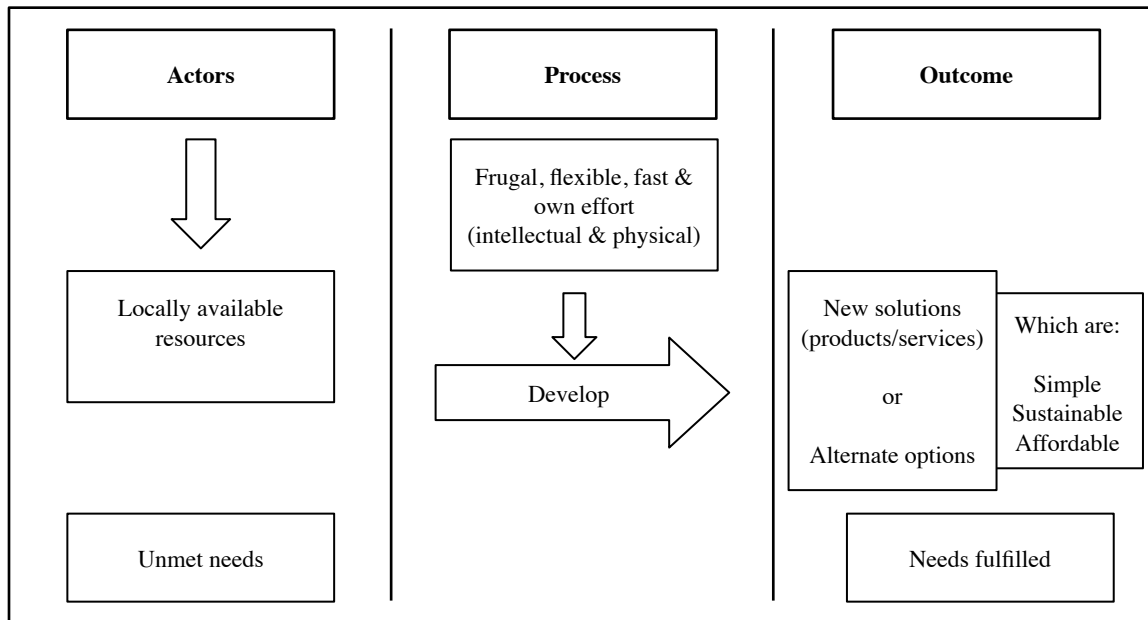 Actors
Locally available
resources
Unmet needs
Process
Frugal, flexible, fast &
own effort
(intellectual & physical)
Develop
Outcome
New solutions
(products/services)
or
Alternate options
Which are:
Simple
Sustainable
Affordable
Needs fulfilled